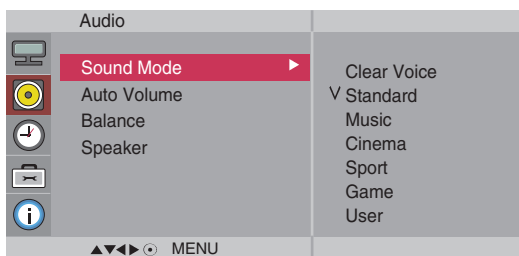 Audio
Sound Mode
Auto Volume
Balance
Speaker
Clear Voice
Standard
Music
Cinema
Sport
Game
User
MENU